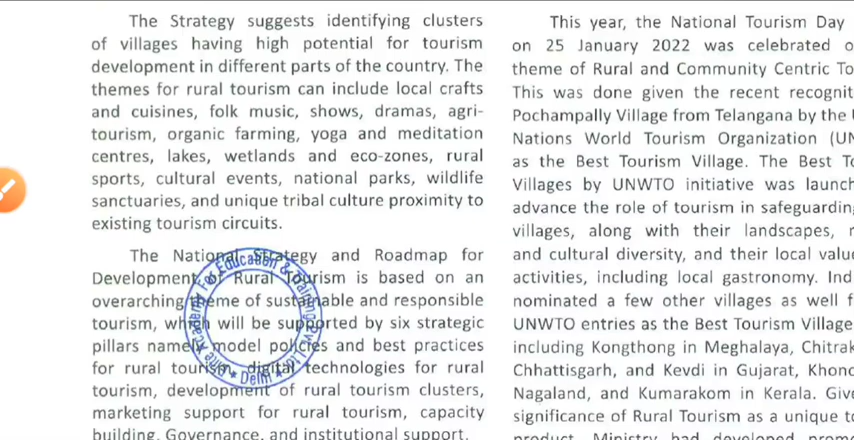 The Strategy suggests identifying clusters
of villages having high potential for tourism
development in different parts of the country. The
themes for rural tourism can include local crafts
and cuisines, folk music, shows, dramas, agri-
tourism, organic farming, yoga and meditation
centres, lakes, wetlands and eco-zones, rural
sports, cultural events, national parks, wildlife
sanctuaries, and unique tribal culture proximity to
existing tourism circuits.
The National Strategy and Roadmap for
Development of Rural Tourism is based on an
overarching theme of sustainable and responsible
tourism, which will be supported by six strategic
pillars namely model policies and best practices
for rural tourism, digital technologies for rural
tourism, development of rural tourism clusters,
marketing support for rural tourism, capacity
building, Governance, and institutional support.
This year, the National Tourism Day
on 25 January 2022 was celebrated o
theme of Rural and Community Centric To
This was done given the recent recognit
Pochampally Village from Telangana by the U
Nations World Tourism Organization (UN
as the Best Tourism Village. The Best To
Villages by UNWTO initiative was launch
advance the role of tourism in safeguarding
villages, along with their landscapes,
and cultural diversity, and their local value
activities, including local gastronomy. Ind
nominated a few other villages as well f
UNWTO entries as the Best Tourism Village
including Kongthong in Meghalaya, Chitrak
Chhattisgarh, and Kevdi in Gujarat, Khono
Nagaland, and Kumarakom in Kerala. Give
significance of Rural Tourism as a unique to
product, Ministry had developed prom
Academy For Education & Training
Delhi